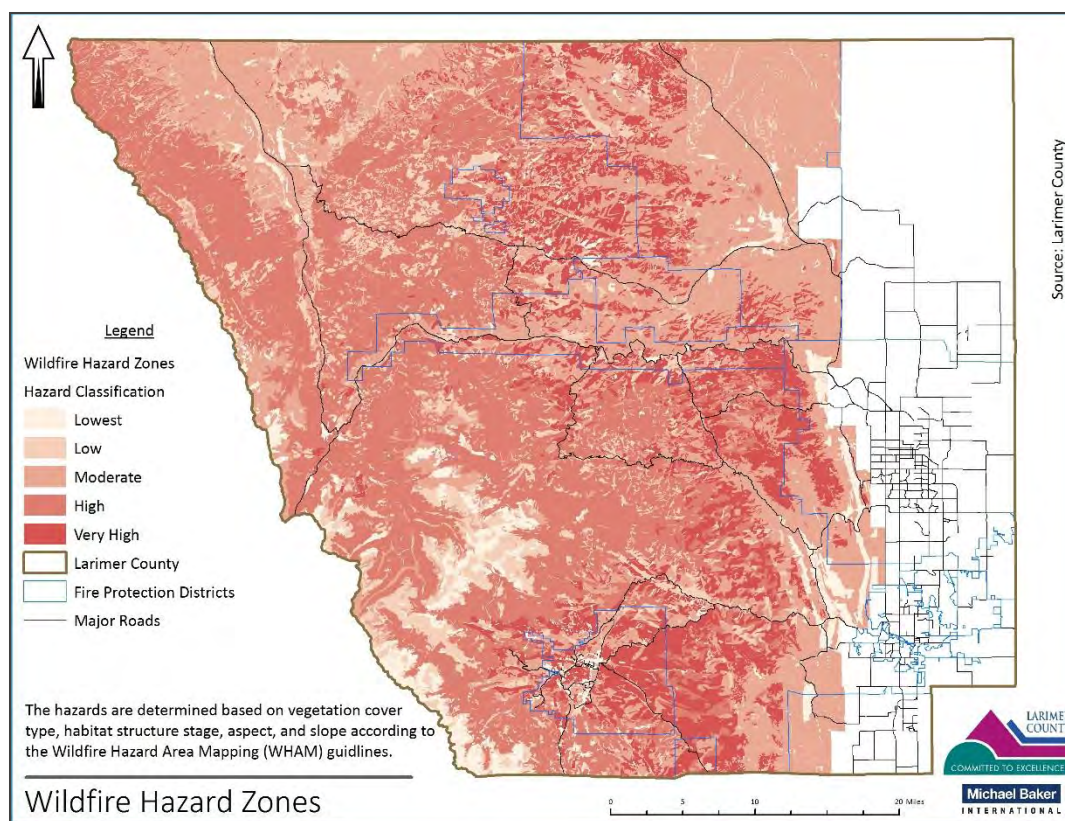 Source: Larimer County
Legend
Wildfire Hazard Zones
Hazard Classification
Lowest
Low
Moderate
High
Very High
Larimer County
Fire Protection Districts
Major Roads
The hazards are determined based on vegetation cover
type, habitat structure stage, aspect, and slope according to
the Wildfire Hazard Area Mapping (WHAM) guidlines.
Wildfire Hazard Zones
0 5 10 20 Miles
LARIMER
COUNTY
COMMITTED TO EXCELLENCE
Michael Baker
INTERNATIONAL